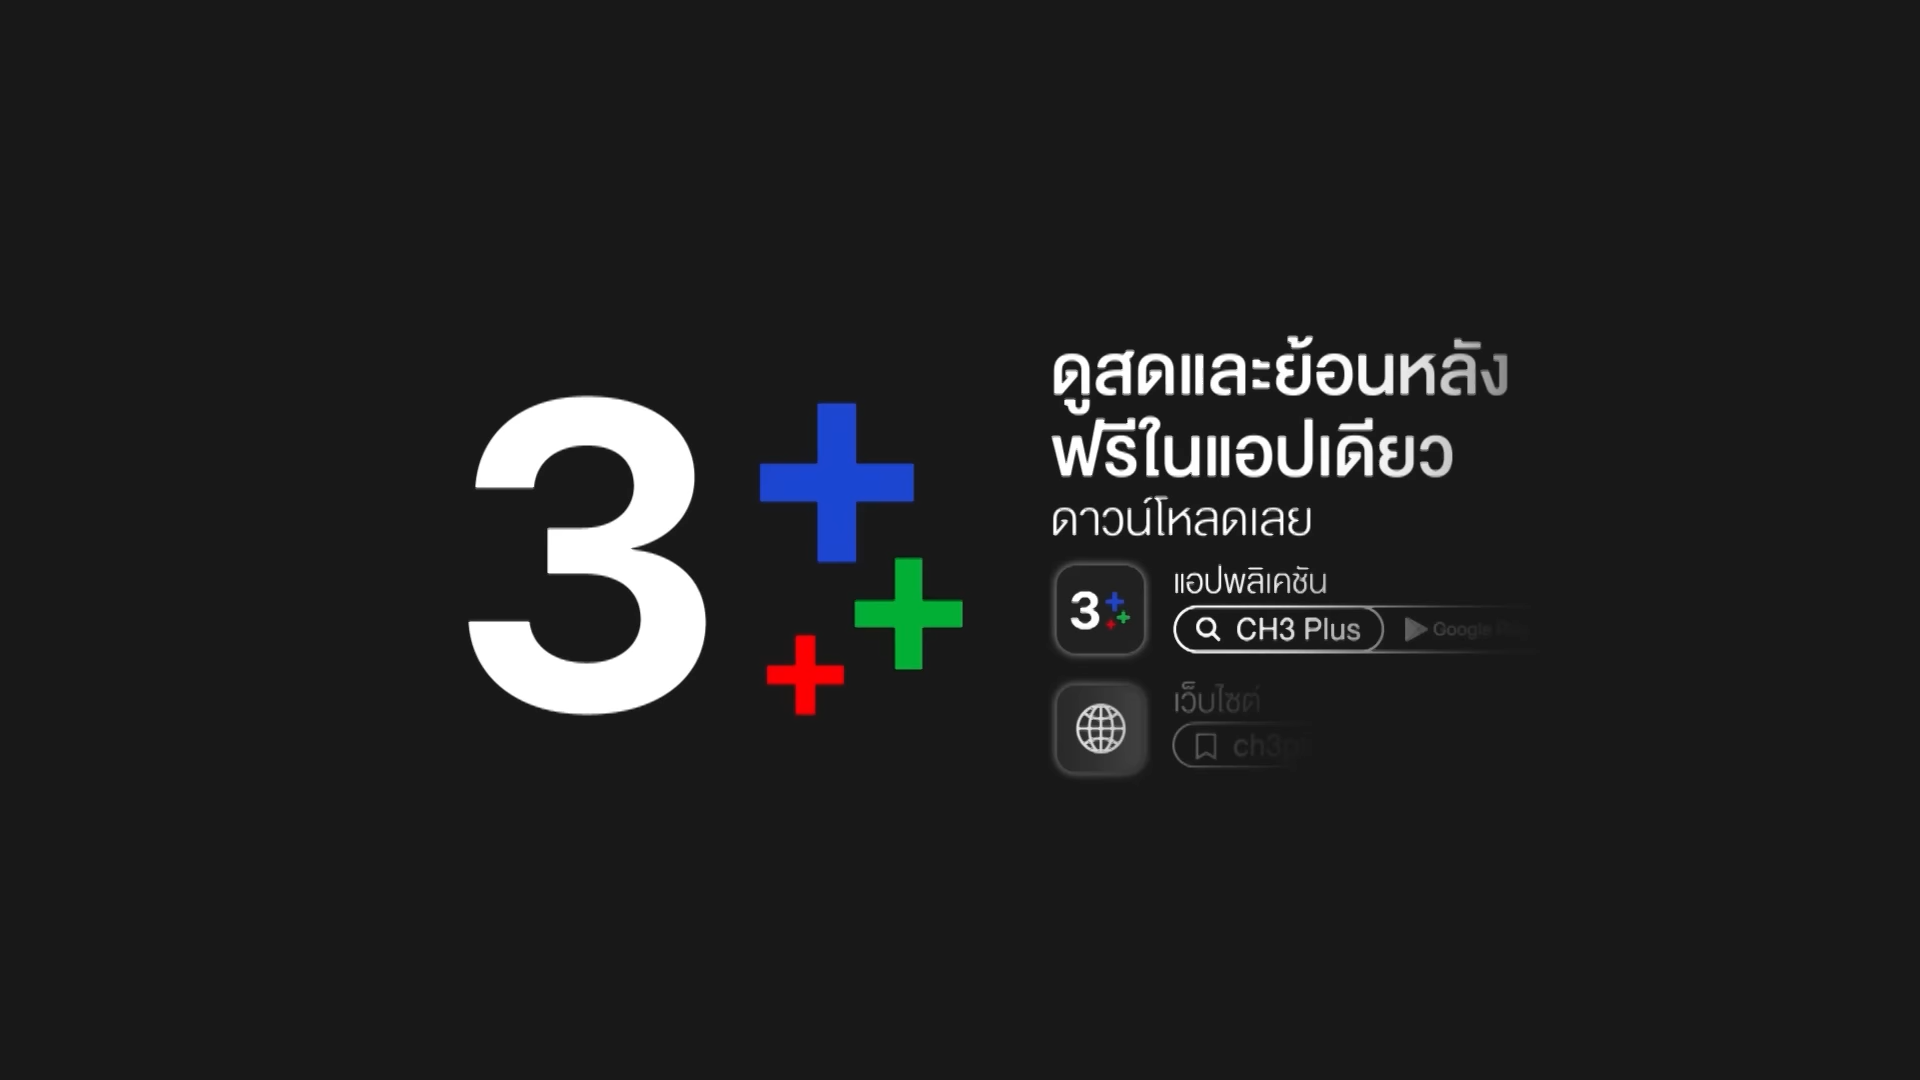 3
ดูสดและย้อนหลัง
ฟรีในแอปเดียว
ดาวน์โหลดเลย
3
แอปพลิเคชัน
CH3 Plus
Google
เว็บไซต์